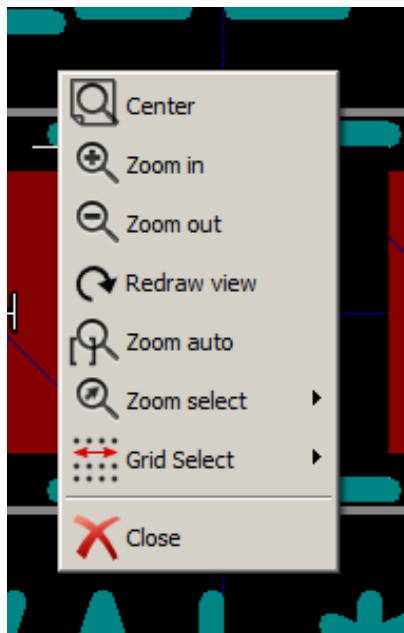 Center
Zoom in
Zoom out
Redraw view
Zoom auto
Zoom select
Grid Select
Close